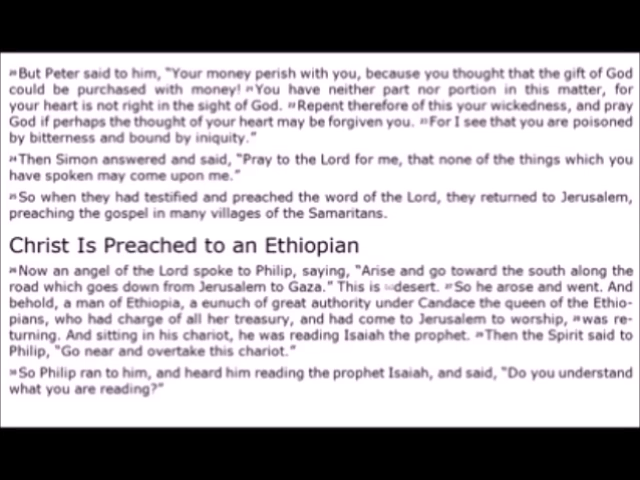 But Peter said to him, "Your money perish with you, because you thought that the gift of God
could be purchased with money! You have neither part nor portion in this matter, for
your heart is not right in the sight of God. Repent therefore of this your wickedness, and pray
God if perhaps the thought of your heart may be forgiven you. For I see that you are poisoned
by bitterness and bound by iniquity."
Then Simon answered and said, "Pray to the Lord for me, that none of the things which you
have spoken may come upon me."
So when they had testified and preached the word of the Lord, they returned to Jerusalem,
preaching the gospel in many villages of the Samaritans.
Christ Is Preached to an Ethiopian
Now an angel of the Lord spoke to Philip, saying, "Arise and go toward the south along the
road which goes down from Jerusalem to Gaza." This is desert. So he arose and went. And
behold, a man of Ethiopia, a eunuch of great authority under Candace the queen of the Ethio-
pians, who had charge of all her treasury, and had come to Jerusalem to worship, was re-
turning. And sitting in his chariot, he was reading Isaiah the prophet. Then the Spirit said to
Philip, "Go near and overtake this chariot."
So Philip ran to him, and heard him reading the prophet Isaiah, and said, "Do you understand
what you are reading?"